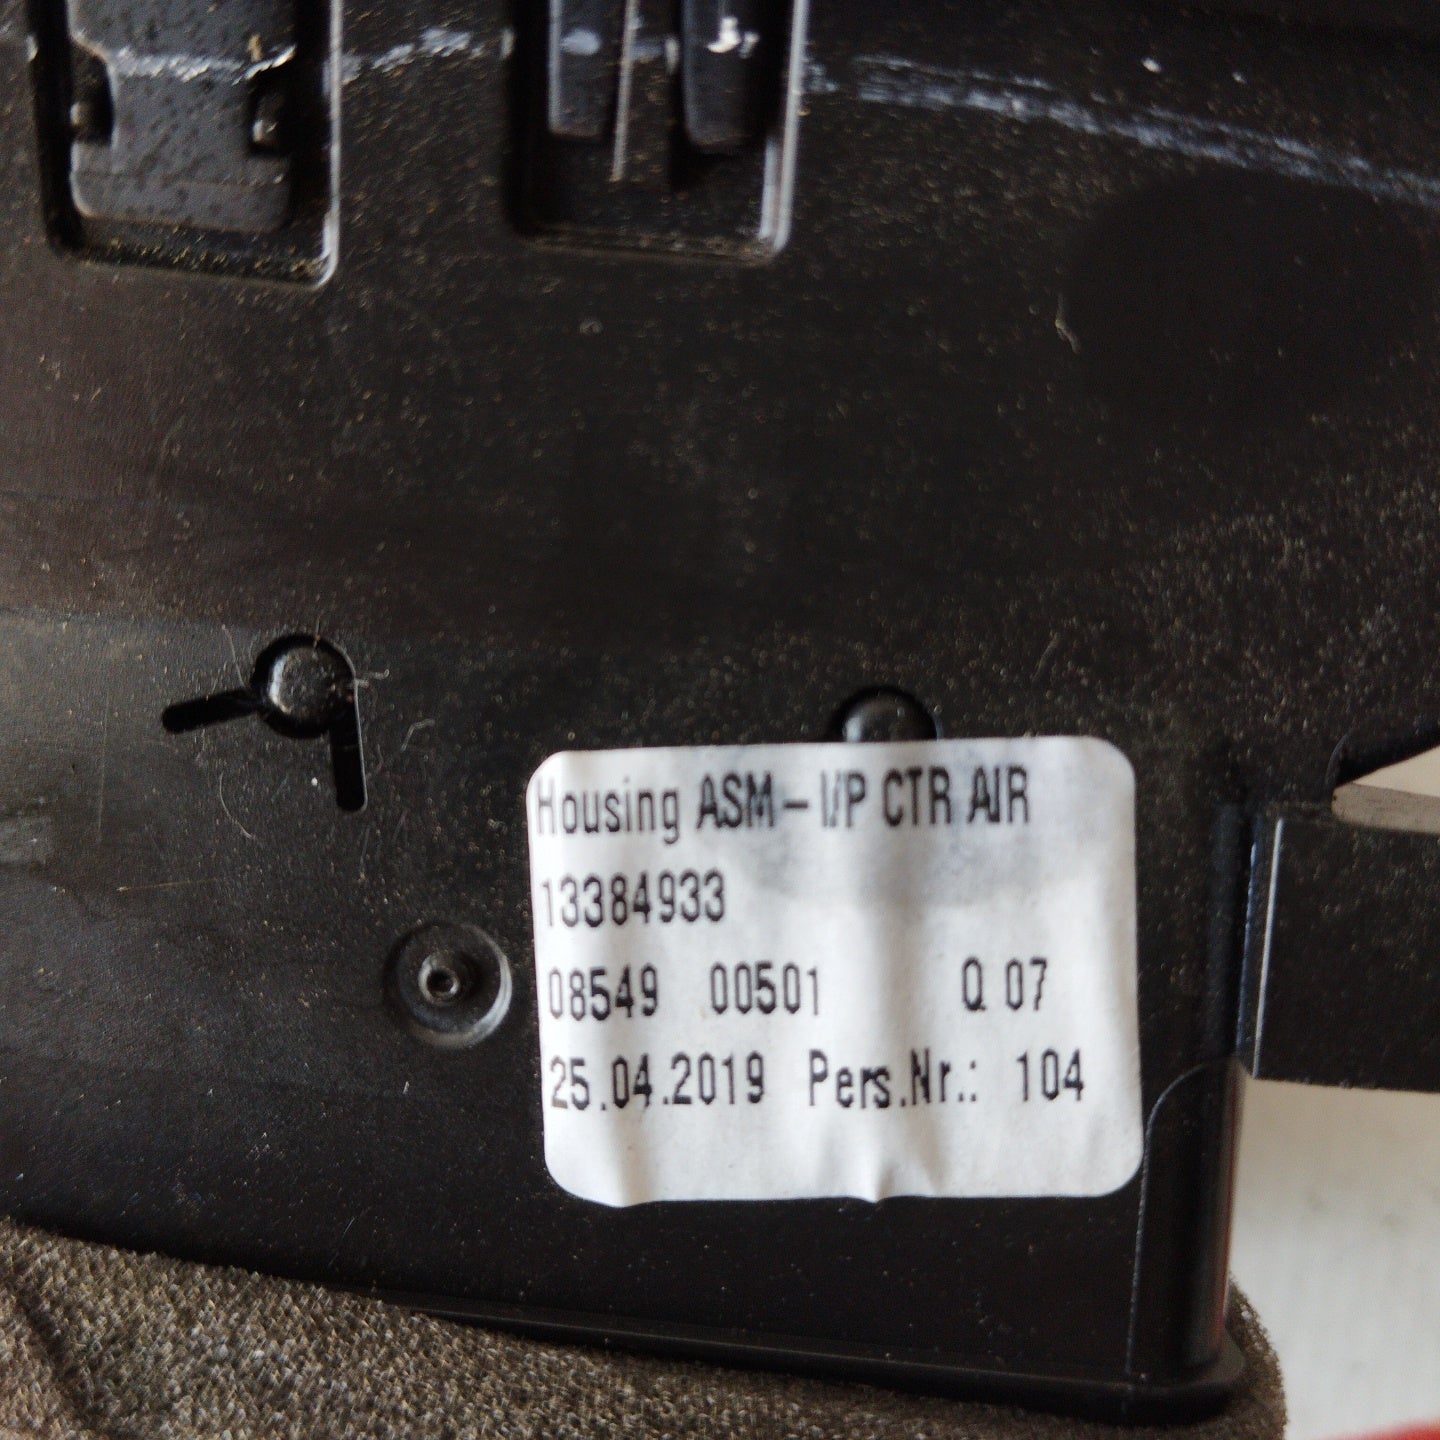 Housing ASM - I/P CTR AIR
13384933
08549 00501 Q 07
25.04.2019 Pers.Nr.: 104